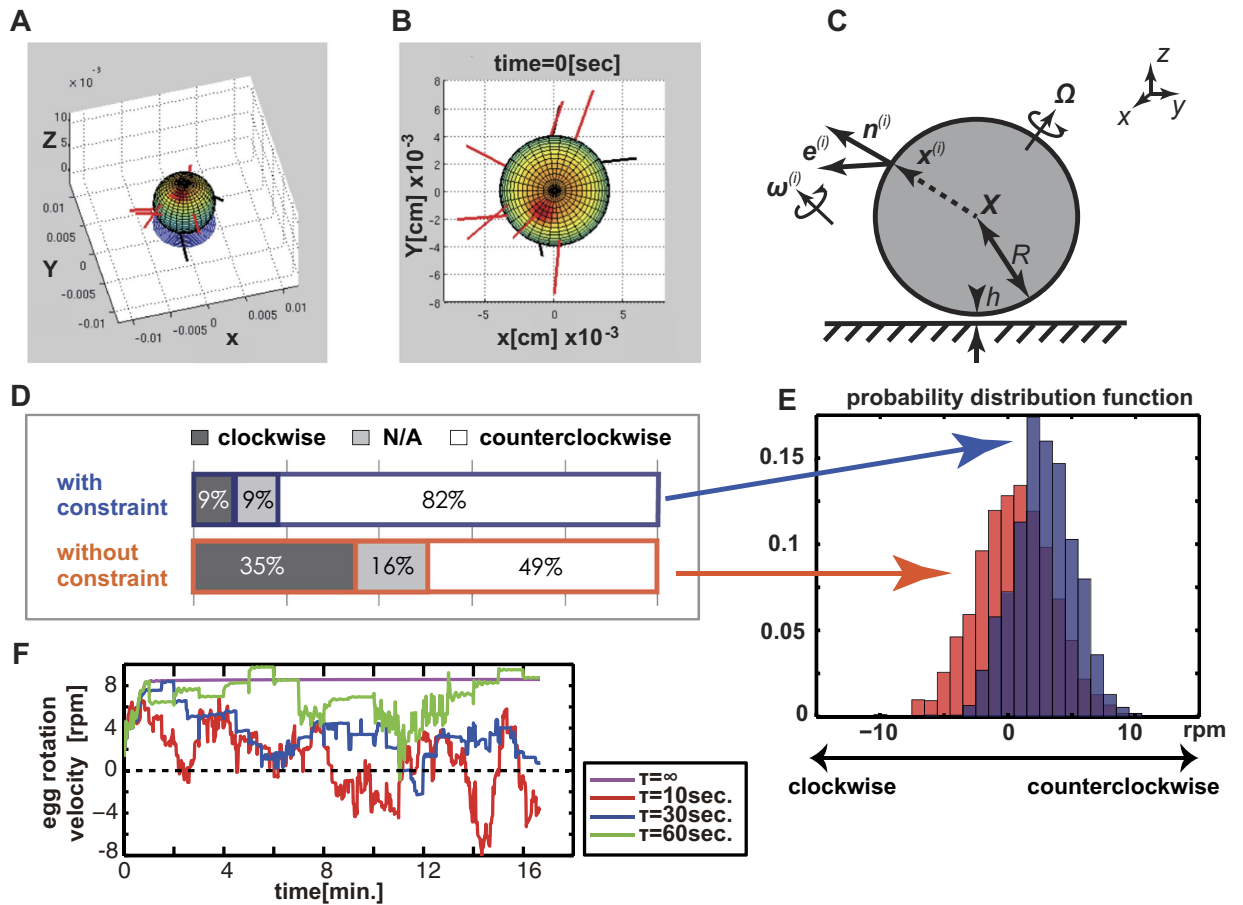 A
× 10⁻³
10
5
0
Z
0.01
0.005
0
-0.005
-0.01
Y
-0.01
-0.005
0
0.005
0.01
x
B
time=0[sec]
8
6
4
2
0
-2
-4
-6
-8
Y[cm] x10⁻³
-5
0
5
x[cm] x10⁻³
C
z
x
y
Ω
n⁽ⁱ⁾
e⁽ⁱ⁾
x⁽ⁱ⁾
ω⁽ⁱ⁾
X
R
h
D
clockwise
N/A
counterclockwise
with
constraint
9%
9%
82%
without
constraint
35%
16%
49%
E
probability distribution function
0.15
0.1
0.05
0
−10
0
10
rpm
clockwise
counterclockwise
F
egg rotation
velocity [rpm]
8
4
0
−4
-8
0
4
8
12
16
time[min.]
τ=∞
τ=10sec.
τ=30sec.
τ=60sec.